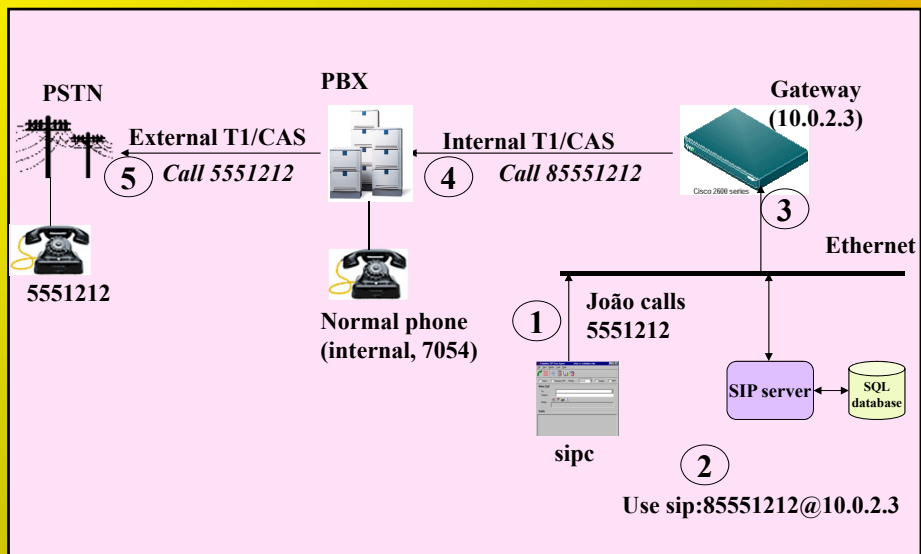 PSTN
PBX
Gateway
(10.0.2.3)
External T1/CAS
Internal T1/CAS
5
Call 5551212
4
Call 85551212
Cisco 2600 series
3
Ethernet
5551212
Normal phone
(internal, 7054)
1
João calls
5551212
SIP server
SQL
database
sipc
2
Use sip:85551212@10.0.2.3